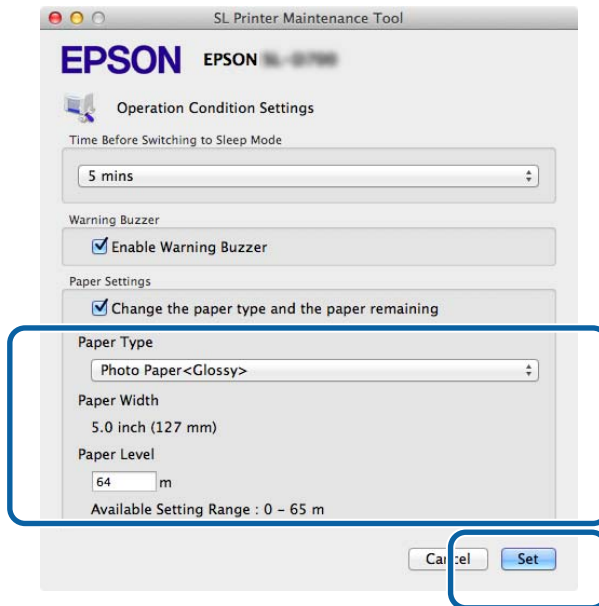 SL Printer Maintenance Tool
EPSON EPSON
Operation Condition Settings
Time Before Switching to Sleep Mode
5 mins
Warning Buzzer
Enable Warning Buzzer
Paper Settings
Change the paper type and the paper remaining
Paper Type
Photo Paper<Glossy>
Paper Width
5.0 inch (127 mm)
Paper Level
64 m
Available Setting Range : 0 – 65 m
Cancel Set